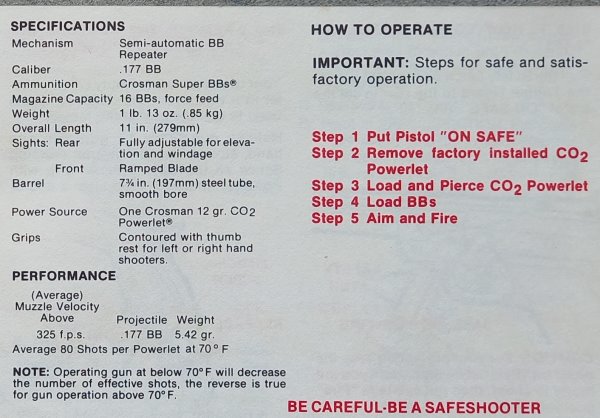 SPECIFICATIONS
Mechanism Semi-automatic BB
Repeater
Caliber .177 BB
Ammunition Crosman Super BBs®
Magazine Capacity 16 BBs, force feed
Weight 1 lb. 13 oz. (.85 kg)
Overall Length 11 in. (279mm)
Sights: Rear Fully adjustable for eleva-
tion and windage
Front Ramped Blade
Barrel 7¾ in. (197mm) steel tube,
smooth bore
Power Source One Crosman 12 gr. CO2
Powerlet®
Grips Contoured with thumb
rest for left or right hand
shooters.
PERFORMANCE
(Average)
Muzzle Velocity
Above Projectile Weight
325 f.p.s. .177 BB 5.42 gr.
Average 80 Shots per Powerlet at 70° F
NOTE: Operating gun at below 70°F will decrease
the number of effective shots, the reverse is true
for gun operation above 70°F.
HOW TO OPERATE
IMPORTANT: Steps for safe and satis-
factory operation.
Step 1 Put Pistol "ON SAFE"
Step 2 Remove factory installed CO2
Powerlet
Step 3 Load and Pierce CO2 Powerlet
Step 4 Load BBs
Step 5 Aim and Fire
BE CAREFUL-BE A SAFESHOOTER